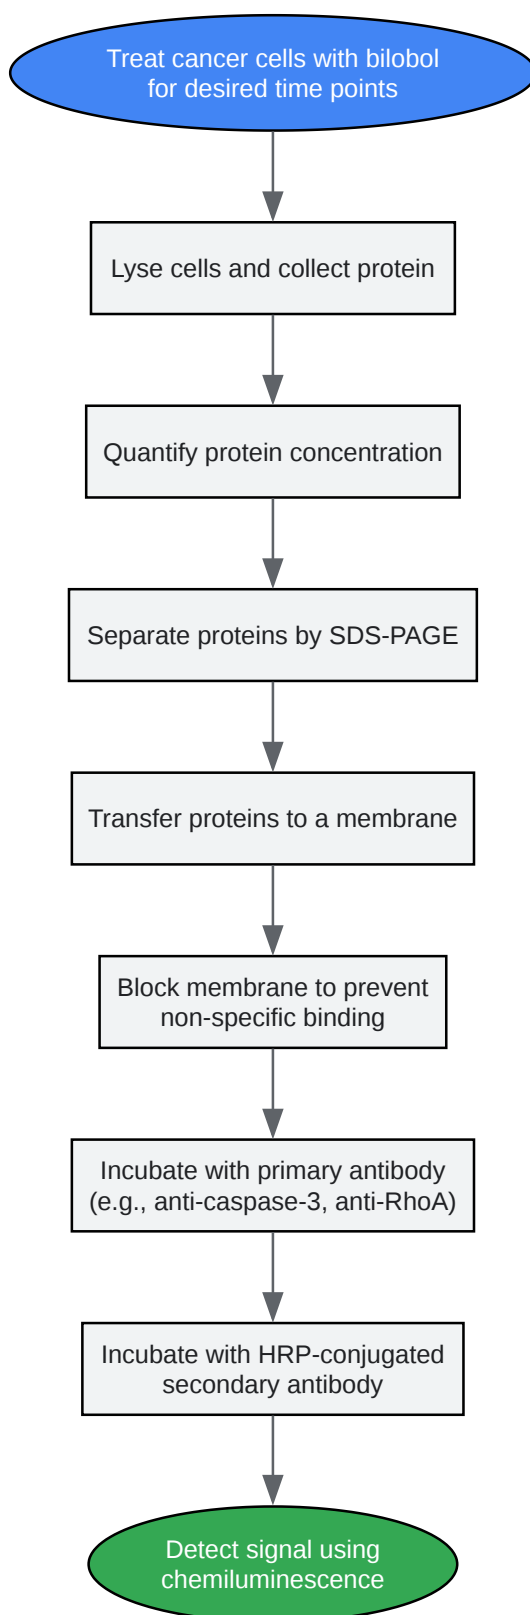 Treat cancer cells with bilobol
for desired time points
Lyse cells and collect protein
Quantify protein concentration
Separate proteins by SDS-PAGE
Transfer proteins to a membrane
Block membrane to prevent
non-specific binding
Incubate with primary antibody
(e.g., anti-caspase-3, anti-RhoA)
Incubate with HRP-conjugated
secondary antibody
Detect signal using
chemiluminescence